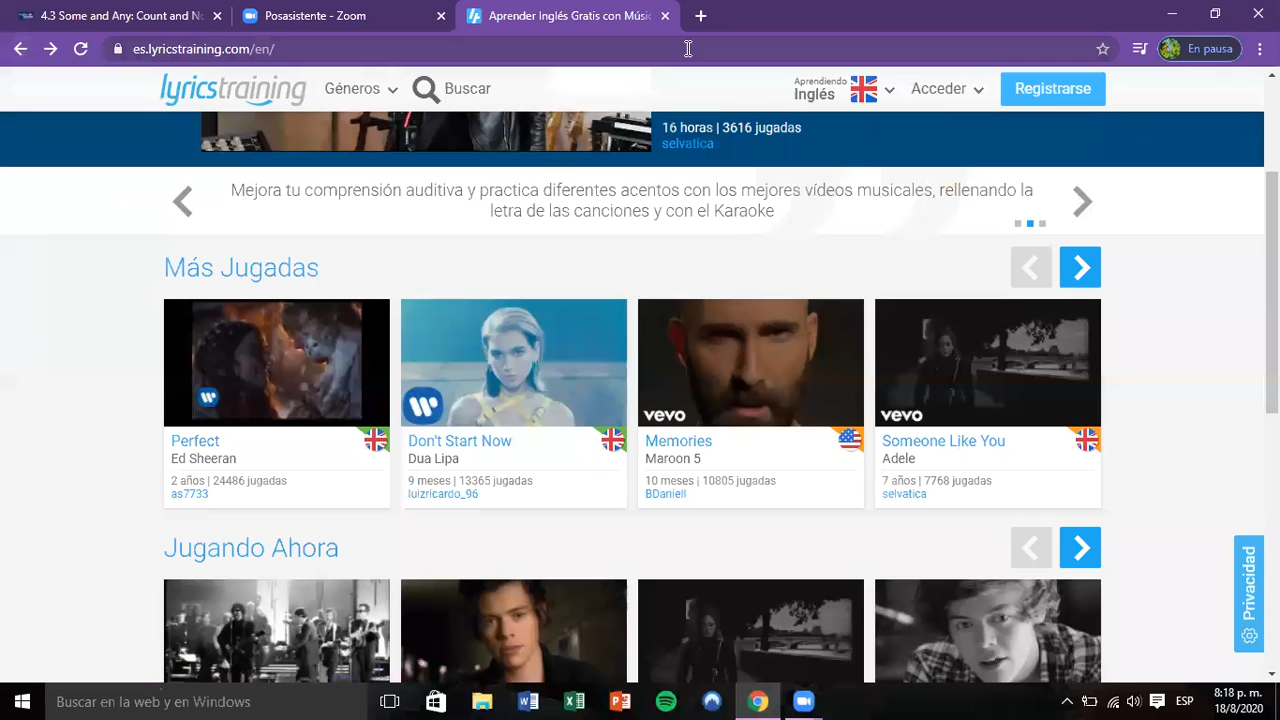 4.3 Some and Any: Count and No
Posasistente - Zoom
Aprender Inglés Gratis con Músic
es.lyricstraining.com/en/
En pausa
lyricstraining
Géneros
Buscar
Aprendiendo
Inglés
Acceder
Registrarse
16 horas | 3616 jugadas
selvatica
Mejora tu comprensión auditiva y practica diferentes acentos con los mejores vídeos musicales, rellenando la
letra de las canciones y con el Karaoke
Más Jugadas
vevo
vevo
Perfect
Ed Sheeran
2 años | 24486 jugadas
as7733
Don't Start Now
Dua Lipa
9 meses | 13365 jugadas
luizricardo_96
Memories
Maroon 5
10 meses | 10805 jugadas
BDaniell
Someone Like You
Adele
7 años | 7768 jugadas
selvatica
Jugando Ahora
Privacidad
Buscar en la web y en Windows
ESP
8:18 p. m.
18/8/2020